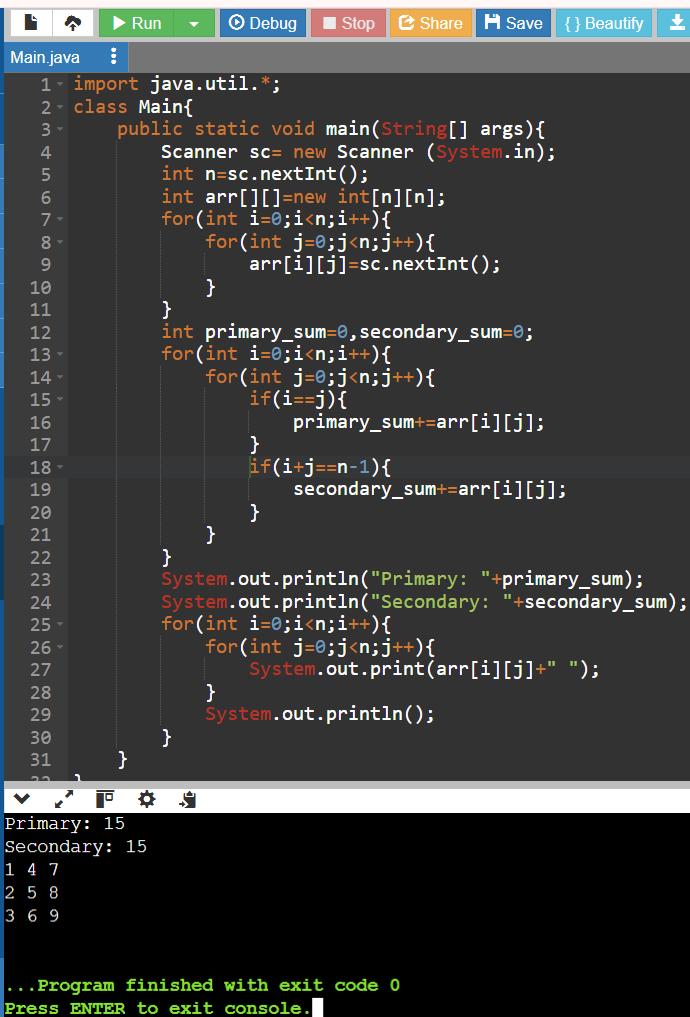 Run Debug Stop Share Save { } Beautify
Main.java
1 import java.util.*;
2 class Main{
3     public static void main(String[] args){
4         Scanner sc= new Scanner (System.in);
5         int n=sc.nextInt();
6         int arr[][]=new int[n][n];
7         for(int i=0;i<n;i++){
8             for(int j=0;j<n;j++){
9                 arr[i][j]=sc.nextInt();
10             }
11         }
12         int primary_sum=0,secondary_sum=0;
13         for(int i=0;i<n;i++){
14             for(int j=0;j<n;j++){
15                 if(i==j){
16                     primary_sum+=arr[i][j];
17                 }
18                 if(i+j==n-1){
19                     secondary_sum+=arr[i][j];
20                 }
21             }
22         }
23         System.out.println("Primary: "+primary_sum);
24         System.out.println("Secondary: "+secondary_sum);
25         for(int i=0;i<n;i++){
26             for(int j=0;j<n;j++){
27                 System.out.print(arr[i][j]+" ");
28             }
29             System.out.println();
30         }
31     }
32 }
Primary: 15
Secondary: 15
1 4 7
2 5 8
3 6 9
...Program finished with exit code 0
Press ENTER to exit console.